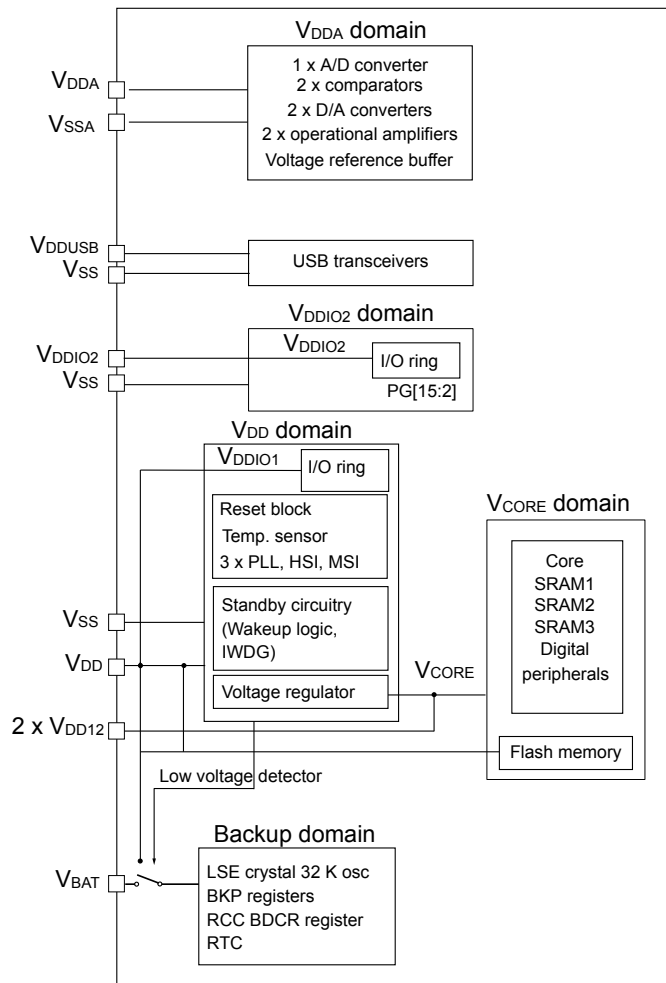 VDDA domain
1 x A/D converter
2 x comparators
2 x D/A converters
2 x operational amplifiers
Voltage reference buffer
VDDA
VSSA
VDDUSB
VSS
USB transceivers
VDDIO2 domain
VDDIO2
VSS
VDDIO2
I/O ring
PG[15:2]
VDD domain
VDDIO1
I/O ring
Reset block
Temp. sensor
3 x PLL, HSI, MSI
Standby circuitry
(Wakeup logic,
IWDG)
Voltage regulator
VSS
VDD
2 x VDD12
VCORE
VCORE domain
Core
SRAM1
SRAM2
SRAM3
Digital
peripherals
Flash memory
Low voltage detector
Backup domain
LSE crystal 32 K osc
BKP registers
RCC BDCR register
RTC
VBAT